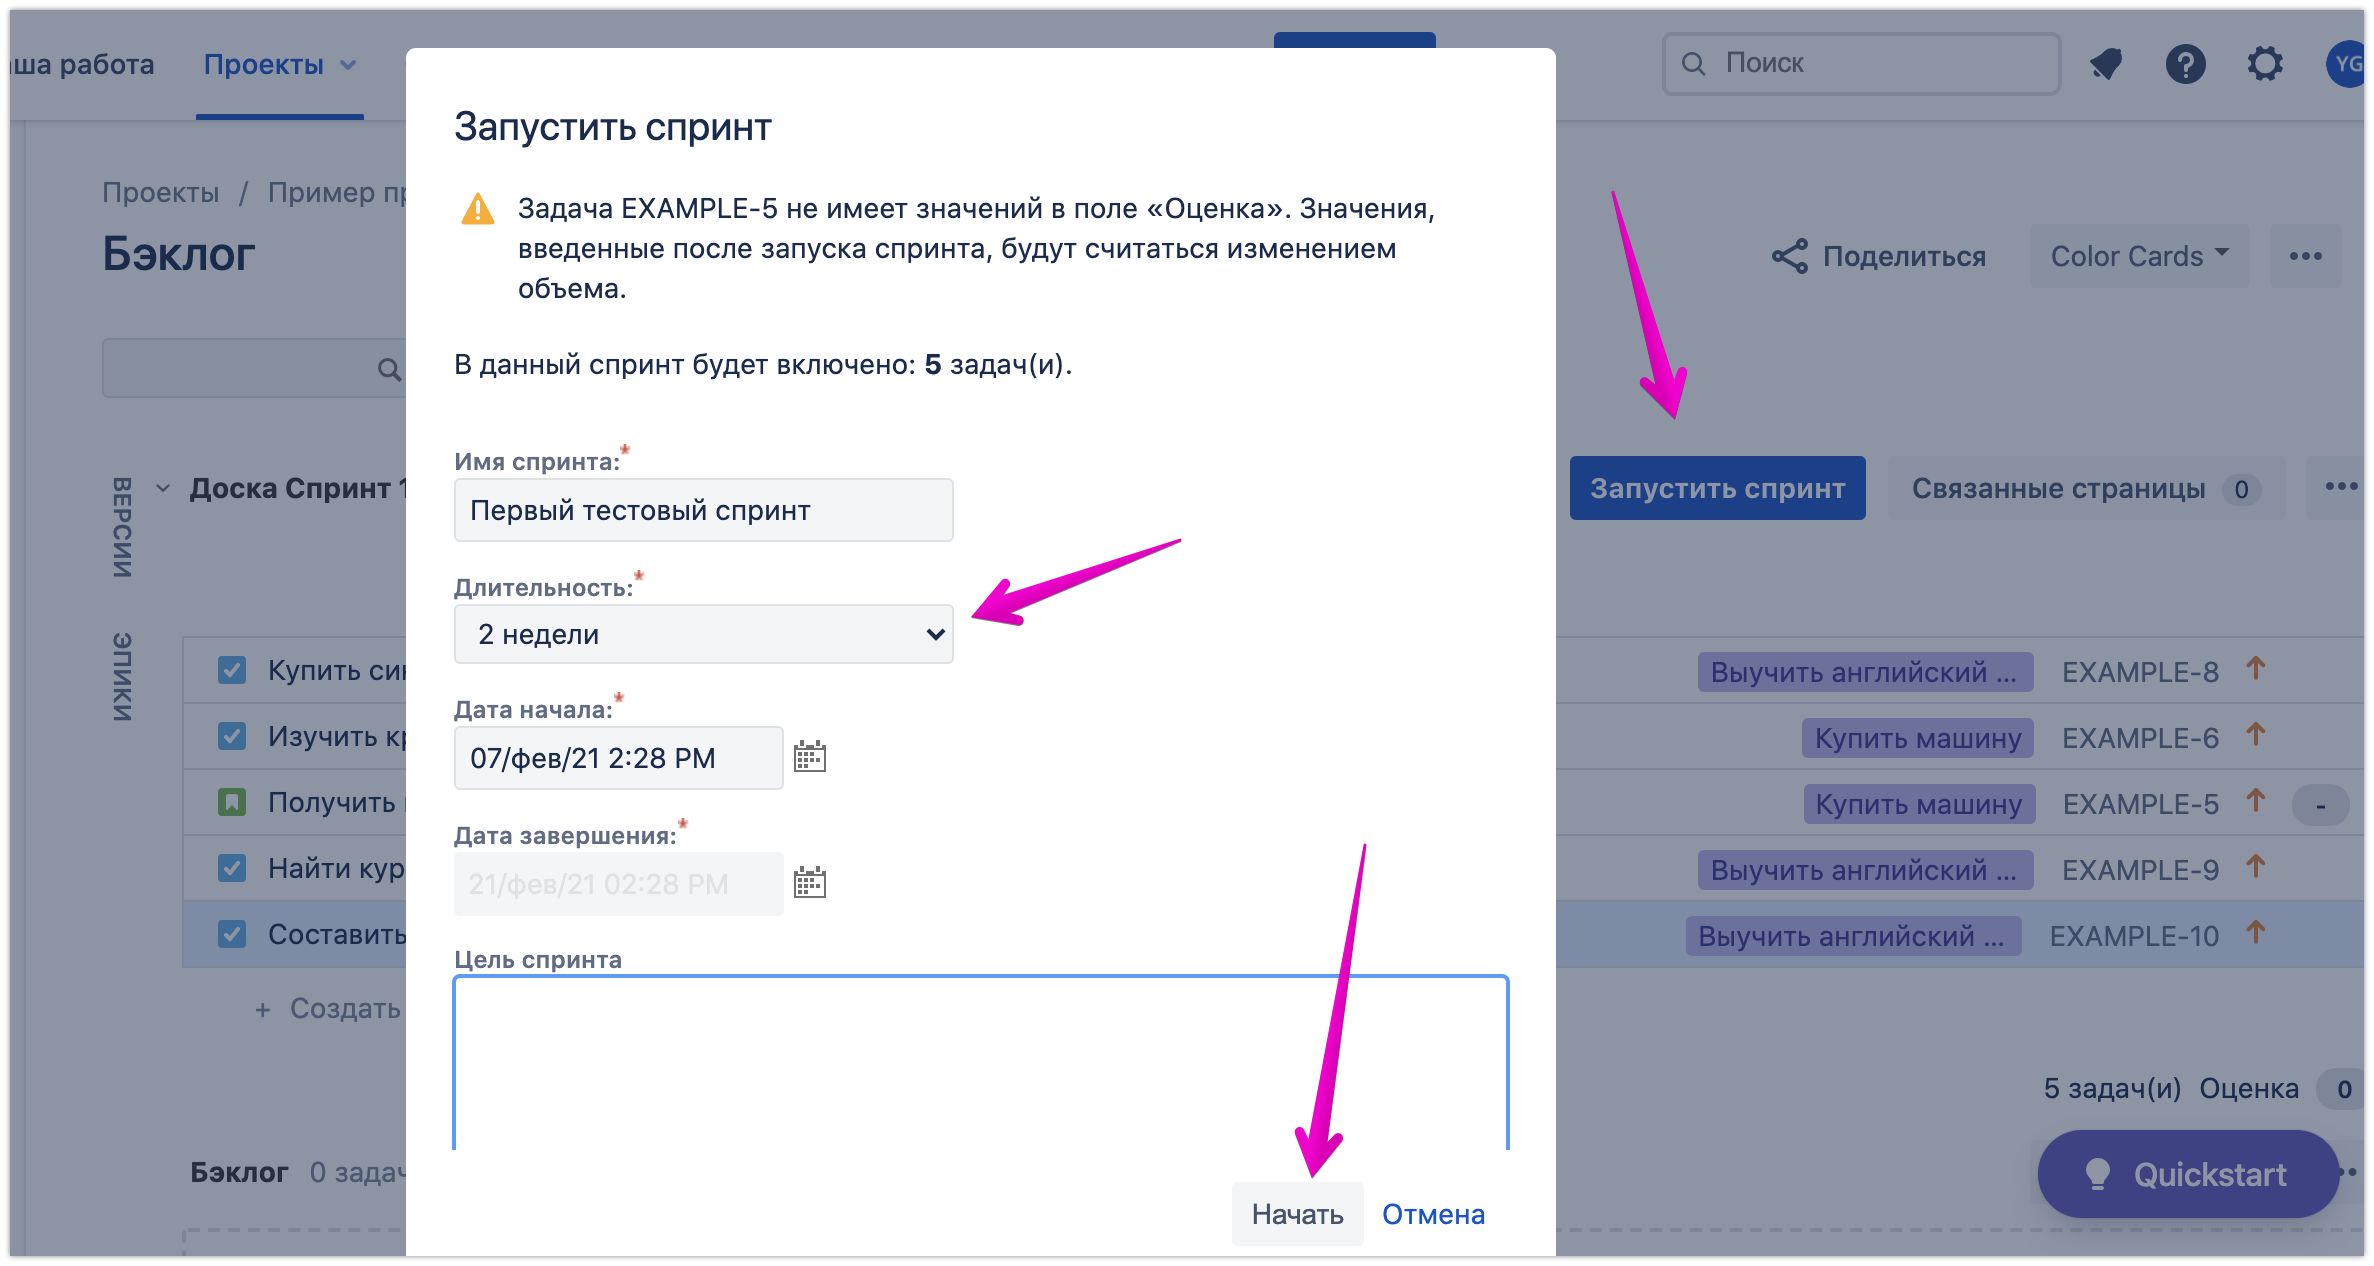 аша работа
Проекты
Поиск
YG
Проекты / Пример
Бэклог
Поделиться
Color Cards
•••
Запустить спринт
Задача EXAMPLE-5 не имеет значений в поле «Оценка». Значения,
введенные после запуска спринта, будут считаться изменением
объема.
В данный спринт будет включено: 5 задач(и).
Имя спринта:*
Первый тестовый спринт
Длительность:*
2 недели
Дата начала:*
07/фев/21 2:28 PM
Дата завершения:*
21/фев/21 02:28 PM
Цель спринта
Начать
Отмена
ВЕРСИИ
ЭПИКИ
Доска Спринт 1
Запустить спринт
Связанные страницы 0
•••
Купить
Выучить английский ...
EXAMPLE-8
Изучить
Купить машину
EXAMPLE-6
Получить
Купить машину
EXAMPLE-5
-
Найти
Выучить английский ...
EXAMPLE-9
Составить
Выучить английский ...
EXAMPLE-10
+ Создать
5 задач(и) Оценка 0
Бэклог 0 задач
Quickstart